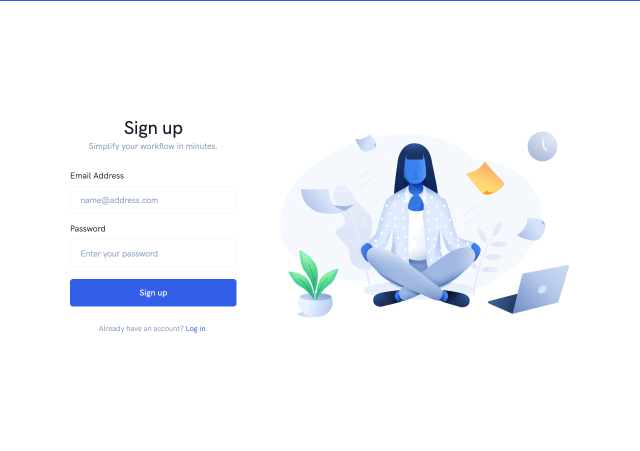 Sign up
Simplify your workflow in minutes.
Email Address
name@address.com
Password
Enter your password
Sign up
Already have an account? Log in.